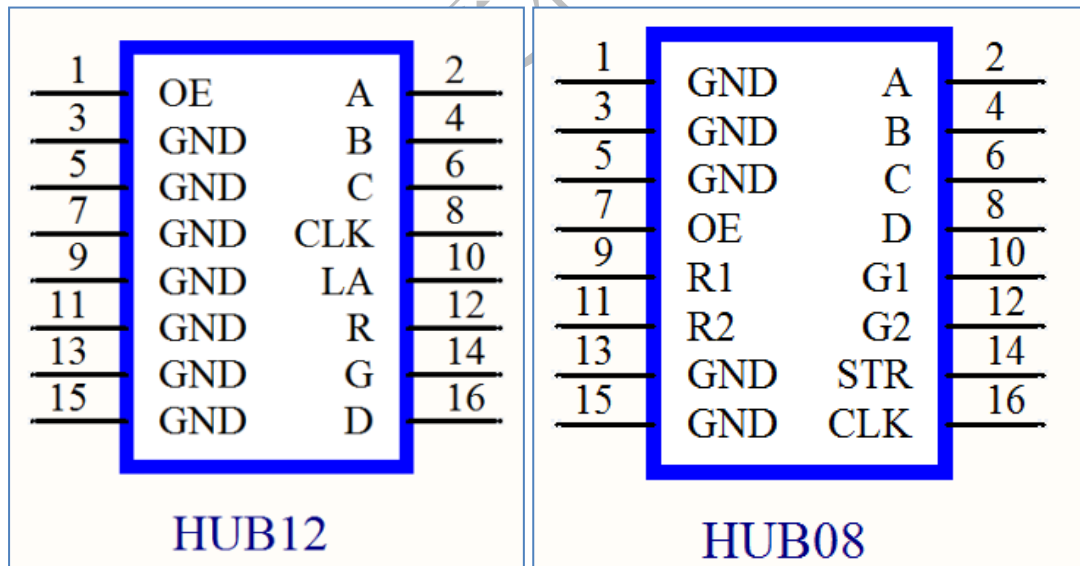 1 OE A 2
3 GND B 4
5 GND C 6
7 GND CLK 8
9 GND LA 10
11 GND R 12
13 GND G 14
15 GND D 16
HUB12
1 GND A 2
3 GND B 4
5 GND C 6
7 OE D 8
9 R1 G1 10
11 R2 G2 12
13 GND STR 14
15 GND CLK 16
HUB08